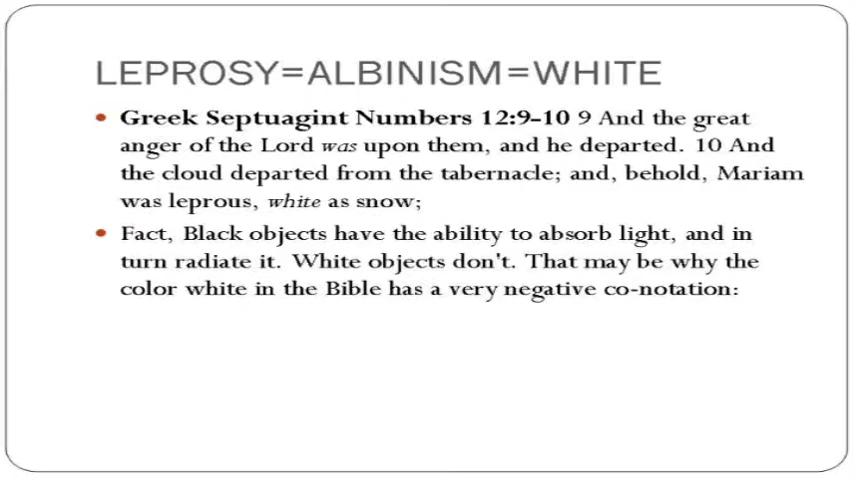 LEPROSY=ALBINISM=WHITE
• Greek Septuagint Numbers 12:9-10 9 And the great
anger of the Lord was upon them, and he departed. 10 And
the cloud departed from the tabernacle; and, behold, Mariam
was leprous, white as snow;
• Fact, Black objects have the ability to absorb light, and in
turn radiate it. White objects don't. That may be why the
color white in the Bible has a very negative co-notation: